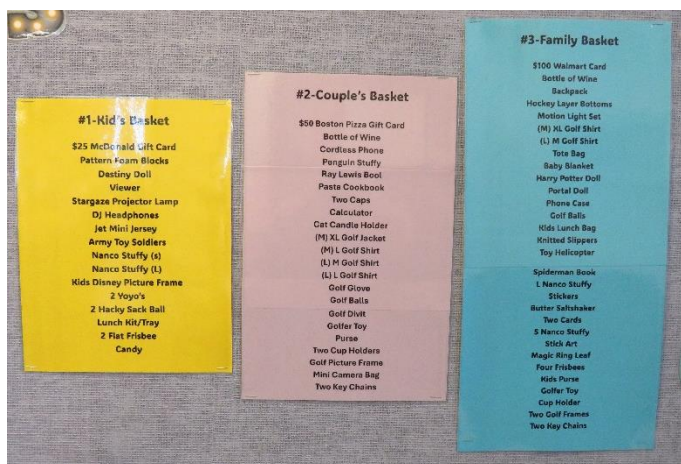 #1-Kid's Basket
$25 McDonald Gift Card
Pattern Foam Blocks
Destiny Doll
Viewer
Stargaze Projector Lamp
DJ Headphones
Jet Mini Jersey
Army Toy Soldiers
Nanco Stuffy (s)
Nanco Stuffy (L)
Kids Disney Picture Frame
2 Yoyo's
2 Hacky Sack Ball
Lunch Kit/Tray
2 Flat Frisbee
Candy
#2-Couple's Basket
$50 Boston Pizza Gift Card
Bottle of Wine
Cordless Phone
Penguin Stuffy
Ray Lewis Bool
Pasta Cookbook
Two Caps
Calculator
Cat Candle Holder
(M) XL Golf Jacket
(M) L Golf Shirt
(L) M Golf Shirt
(L) L Golf Shirt
Golf Glove
Golf Balls
Golf Divit
Golfer Toy
Purse
Two Cup Holders
Golf Picture Frame
Mini Camera Bag
Two Key Chains
#3-Family Basket
$100 Walmart Card
Bottle of Wine
Backpack
Hockey Layer Bottoms
Motion Light Set
(M) XL Golf Shirt
(L) M Golf Shirt
Tote Bag
Baby Blanket
Harry Potter Doll
Portal Doll
Phone Case
Golf Balls
Kids Lunch Bag
Knitted Slippers
Toy Helicopter
Spiderman Book
L Nanco Stuffy
Stickers
Butter Saltshaker
Two Cards
S Nanco Stuffy
Stick Art
Magic Ring Leaf
Four Frisbees
Kids Purse
Golfer Toy
Cup Holder
Two Golf Frames
Two Key Chains